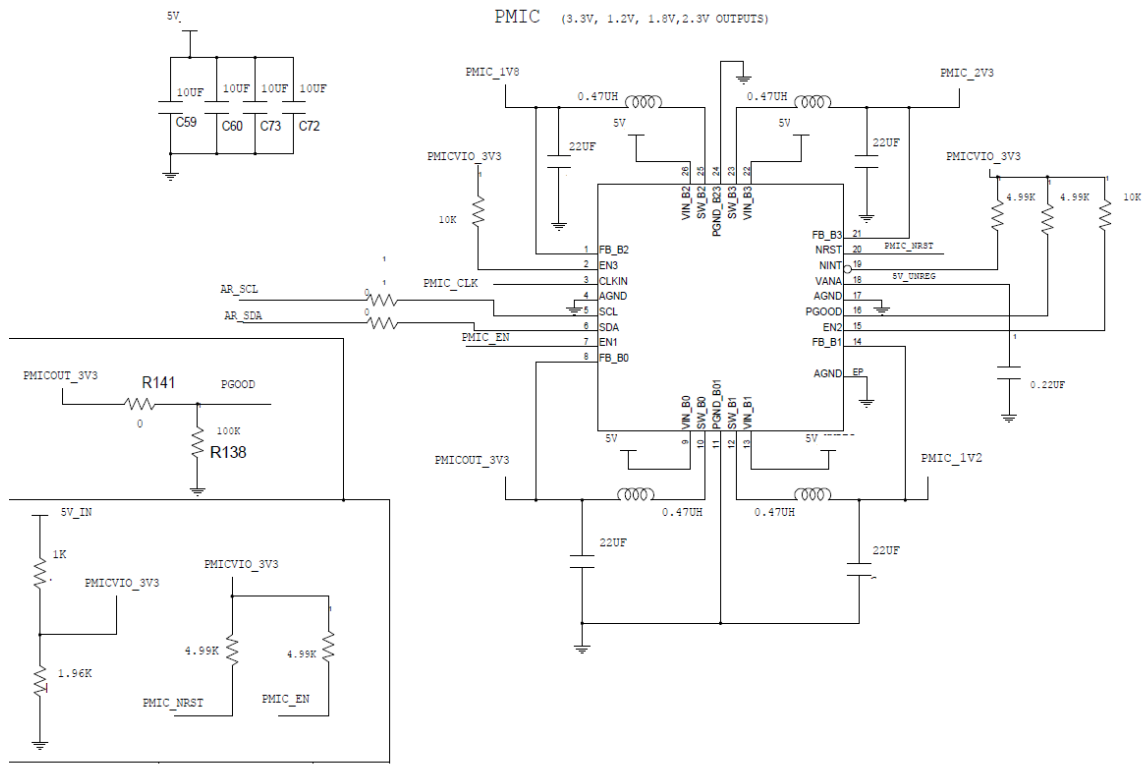 PMIC (3.3V, 1.2V, 1.8V,2.3V OUTPUTS)
5V
10UF 10UF 10UF 10UF
C59 C60 C73 C72
PMIC_1V8
0.47UH
0.47UH
PMIC_2V3
5V
5V
22UF
22UF
PMICVIO_3V3
PMICVIO_3V3
10K
4.99K 4.99K 10K
26 25 24 23 22
VIN_B2 SW_B2 PGND_B23 SW_B3 VIN_B3
1 FB_B2
2 EN3
3 CLKIN
4 AGND
5 SCL
6 SDA
7 EN1
8 FB_B0
FB_B3 21
NRST 20
NINT 19
VANA 18
AGND 17
PGOOD 16
EN2 15
FB_B1 14
AGND EP
PMIC_NRST
5V_UNREG
PMIC_CLK
AR_SCL
0
AR_SDA
0
PMIC_EN
0.22UF
VIN_B0 SW_B0 PGND_B01 SW_B1 VIN_B1
9 10 11 12 13
5V
5V
PMICOUT_3V3
PMIC_1V2
0.47UH
0.47UH
22UF
22UF
PMICOUT_3V3
R141
PGOOD
0
100K
R138
5V_IN
1K
PMICVIO_3V3
1.96K
PMICVIO_3V3
4.99K
4.99K
PMIC_NRST
PMIC_EN